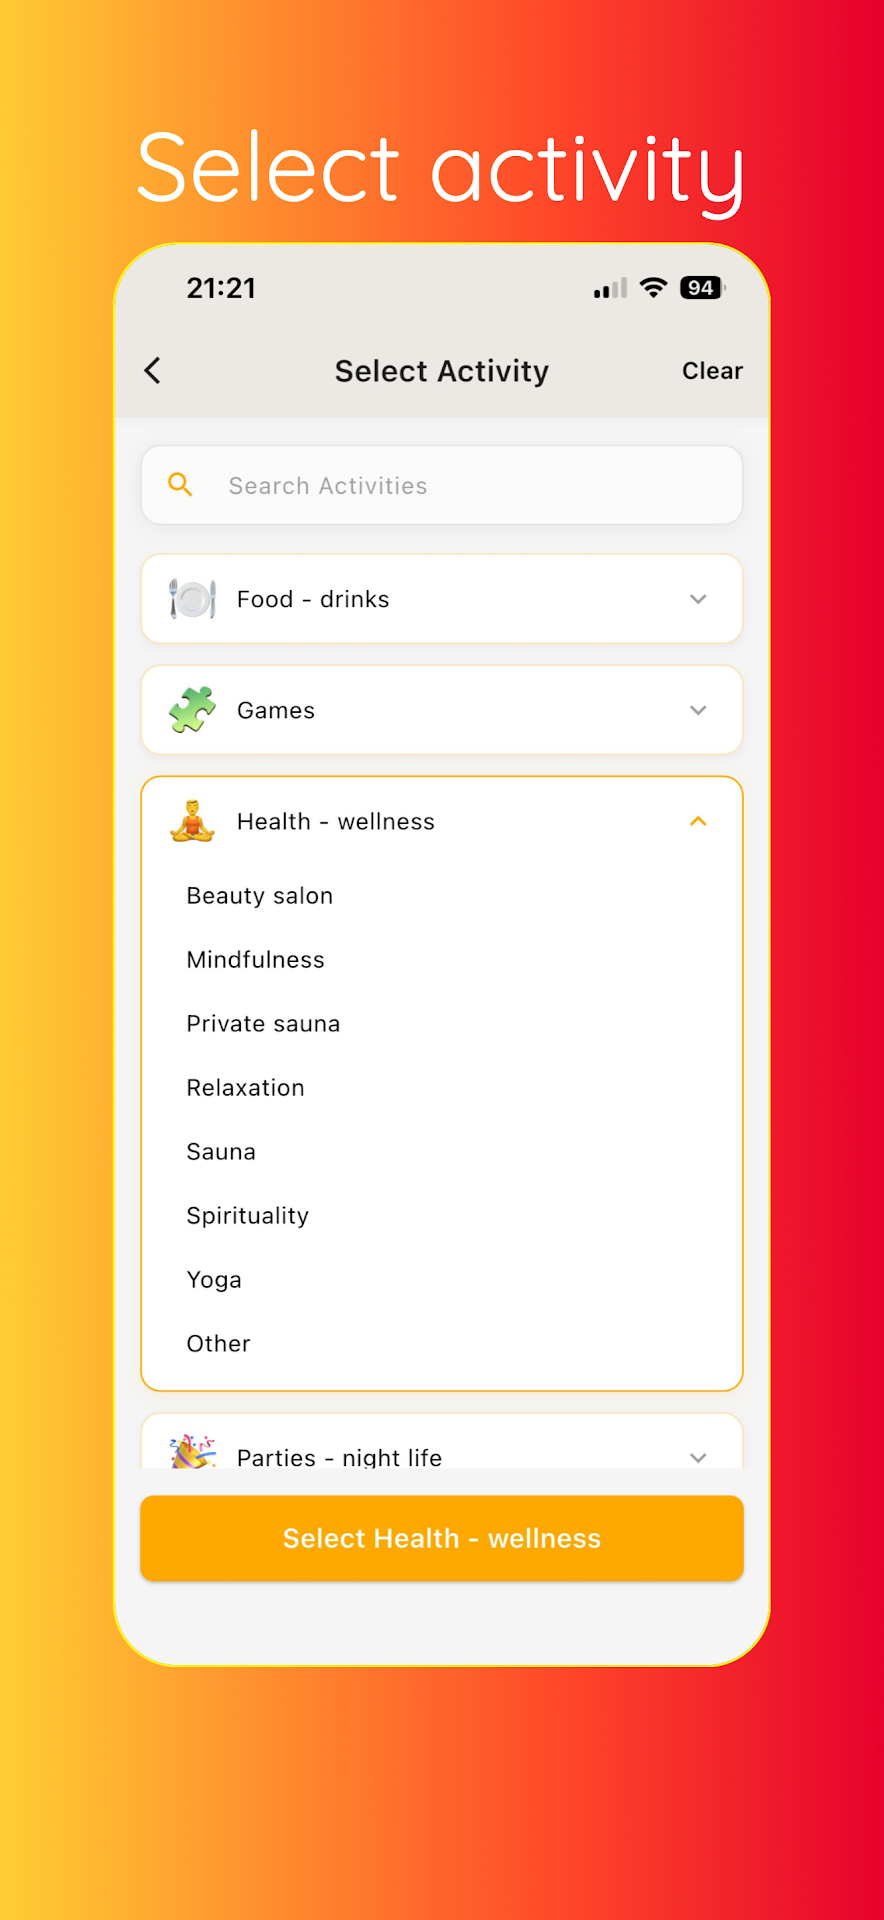 Select activity
21:21
94
Select Activity
Clear
Search Activities
Food - drinks
Games
Health - wellness
Beauty salon
Mindfulness
Private sauna
Relaxation
Sauna
Spirituality
Yoga
Other
Parties - night life
Select Health - wellness